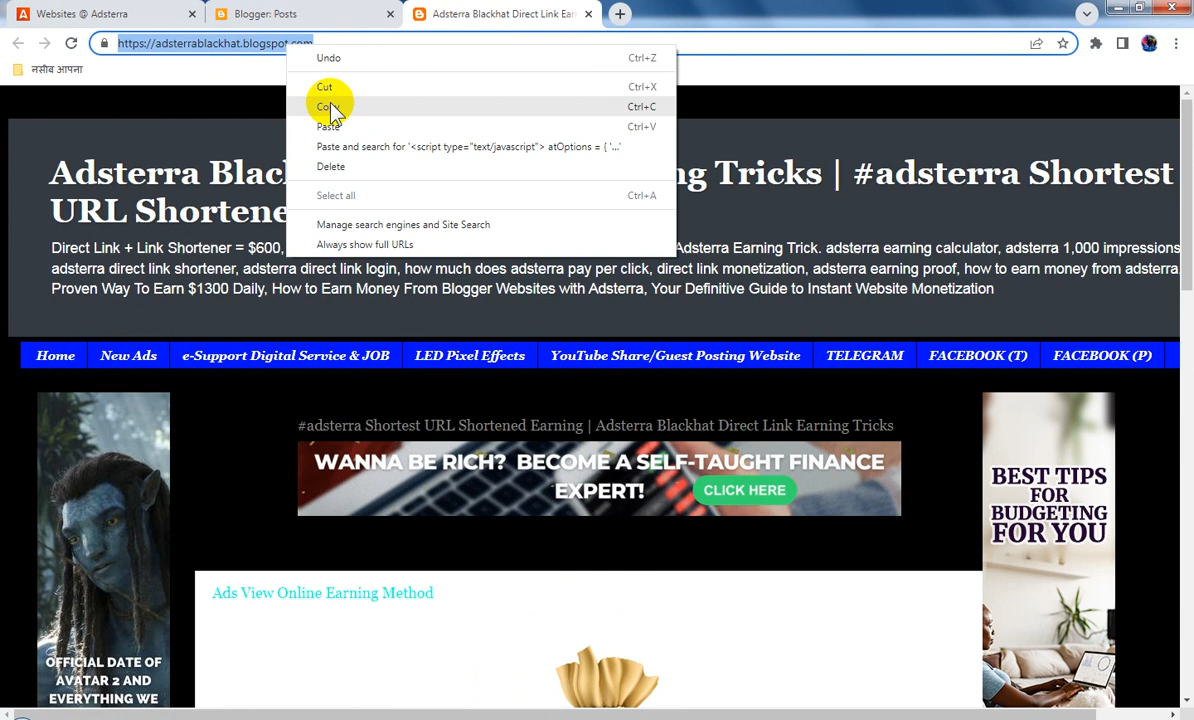 Websites @ Adsterra
Blogger: Posts
Adsterra Blackhat Direct Link Ear
https://adsterrablackhat.blogspot.com
नसीब आपना
Undo Ctrl+Z
Cut Ctrl+X
Copy Ctrl+C
Paste Ctrl+V
Paste and search for '<script type="text/javascript"> atOptions = { '...'
Delete
Select all Ctrl+A
Manage search engines and Site Search
Always show full URLs
Adsterra Blac ng Tricks | #adsterra Shortest
URL Shortene
Direct Link + Link Shortener = $600, Adsterra Earning Trick. adsterra earning calculator, adsterra 1,000 impressions
adsterra direct link shortener, adsterra direct link login, how much does adsterra pay per click, direct link monetization, adsterra earning proof, how to earn money from adsterra,
Proven Way To Earn $1300 Daily, How to Earn Money From Blogger Websites with Adsterra, Your Definitive Guide to Instant Website Monetization
Home New Ads e-Support Digital Service & JOB LED Pixel Effects YouTube Share/Guest Posting Website TELEGRAM FACEBOOK (T) FACEBOOK (P)
#adsterra Shortest URL Shortened Earning | Adsterra Blackhat Direct Link Earning Tricks
WANNA BE RICH? BECOME A SELF-TAUGHT FINANCE
EXPERT! CLICK HERE
BEST TIPS
FOR
BUDGETING
FOR YOU
Ads View Online Earning Method
OFFICIAL DATE OF
AVATAR 2 AND
EVERYTHING WE